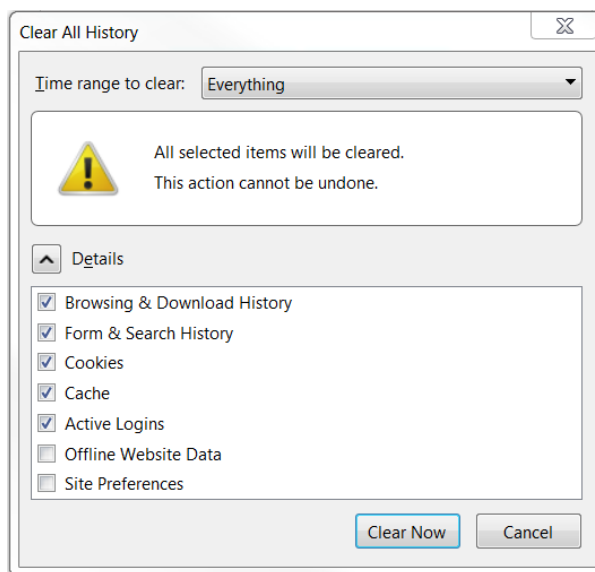 Clear All History
Time range to clear: Everything
All selected items will be cleared.
This action cannot be undone.
Details
Browsing & Download History
Form & Search History
Cookies
Cache
Active Logins
Offline Website Data
Site Preferences
Clear Now Cancel